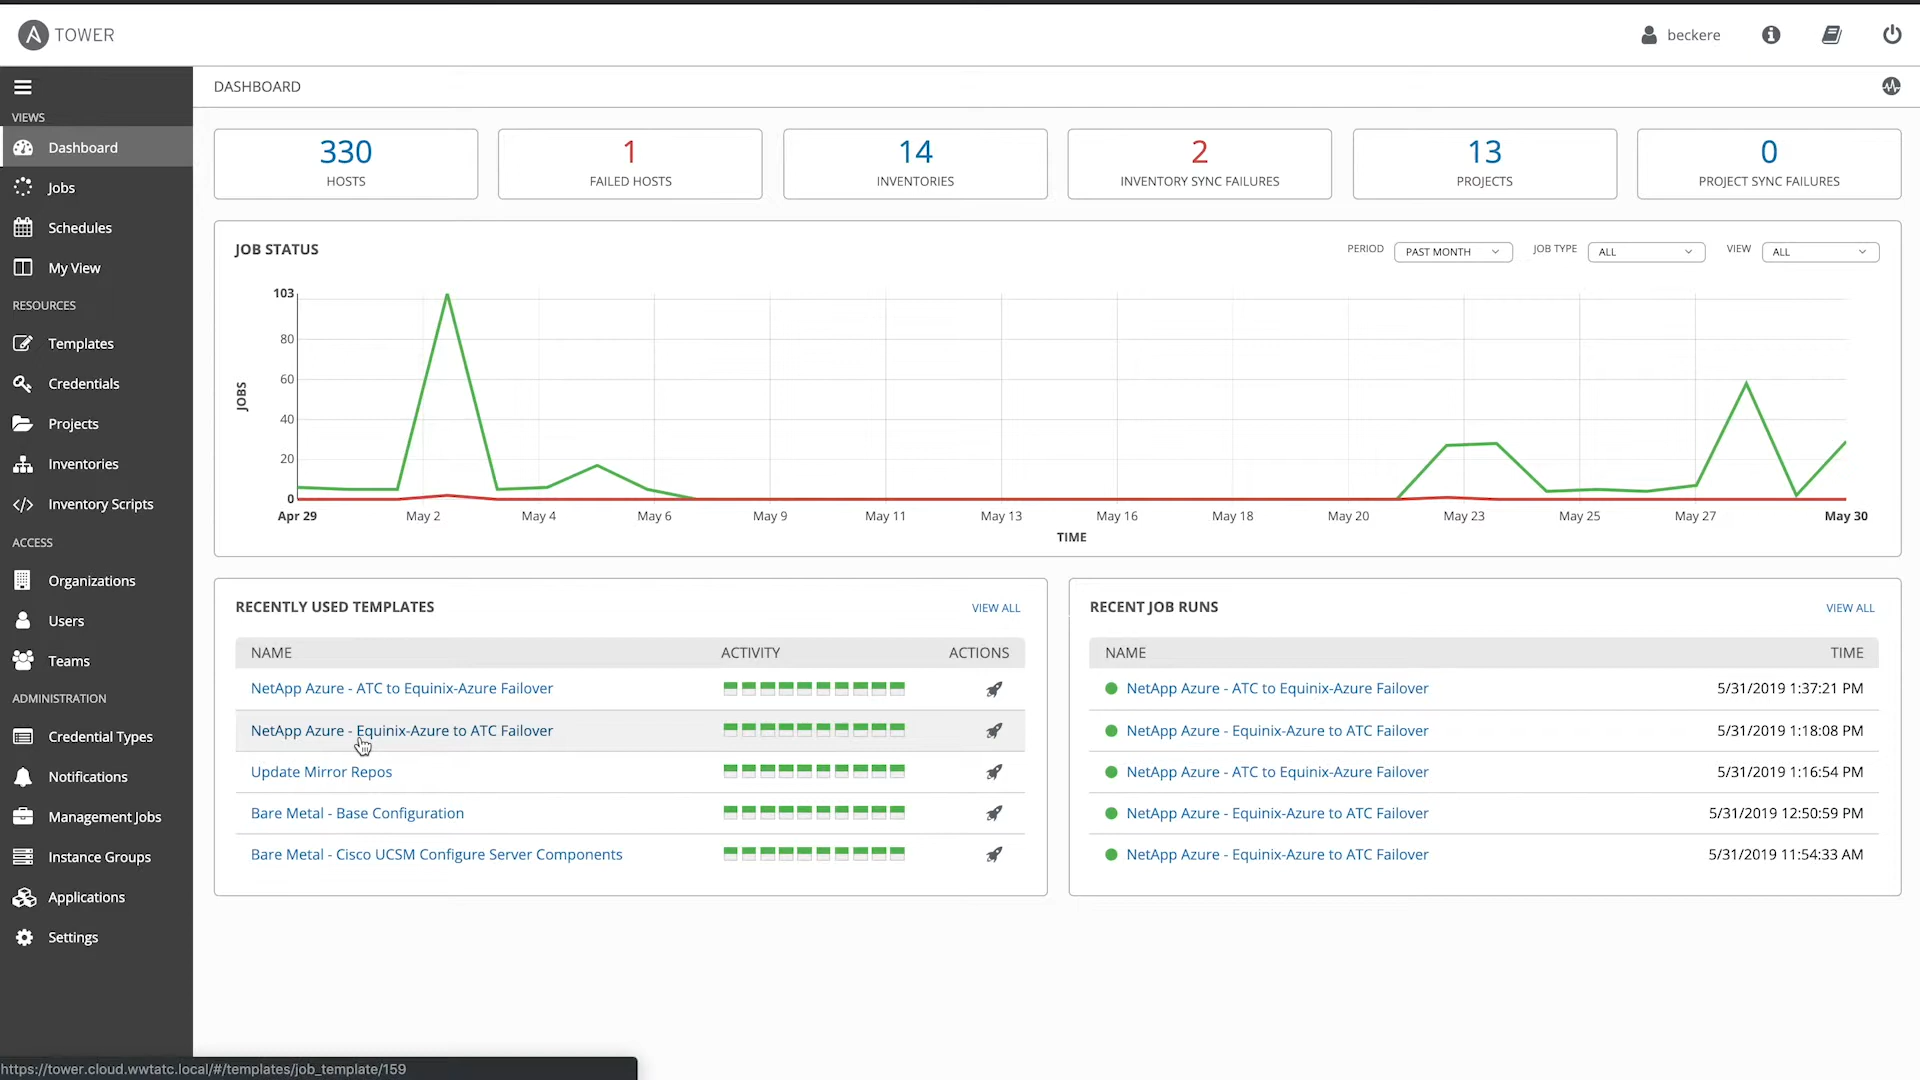 TOWER
beckere
VIEWS
Dashboard
Jobs
Schedules
My View
RESOURCES
Templates
Credentials
Projects
Inventories
Inventory Scripts
ACCESS
Organizations
Users
Teams
ADMINISTRATION
Credential Types
Notifications
Management Jobs
Instance Groups
Applications
Settings
DASHBOARD
330
HOSTS
1
FAILED HOSTS
14
INVENTORIES
2
INVENTORY SYNC FAILURES
13
PROJECTS
0
PROJECT SYNC FAILURES
JOB STATUS
PERIOD PAST MONTH JOB TYPE ALL VIEW ALL
103
80
60
40
20
0
JOBS
Apr 29 May 2 May 4 May 6 May 9 May 11 May 13 May 16 May 18 May 20 May 23 May 25 May 27 May 30
TIME
RECENTLY USED TEMPLATES VIEW ALL
NAME ACTIVITY ACTIONS
NetApp Azure - ATC to Equinix-Azure Failover
NetApp Azure - Equinix-Azure to ATC Failover
Update Mirror Repos
Bare Metal - Base Configuration
Bare Metal - Cisco UCSM Configure Server Components
RECENT JOB RUNS VIEW ALL
NAME TIME
NetApp Azure - ATC to Equinix-Azure Failover 5/31/2019 1:37:21 PM
NetApp Azure - Equinix-Azure to ATC Failover 5/31/2019 1:18:08 PM
NetApp Azure - ATC to Equinix-Azure Failover 5/31/2019 1:16:54 PM
NetApp Azure - Equinix-Azure to ATC Failover 5/31/2019 12:50:59 PM
NetApp Azure - Equinix-Azure to ATC Failover 5/31/2019 11:54:33 AM
https://tower.cloud.wwtatc.local/#/templates/job_template/159